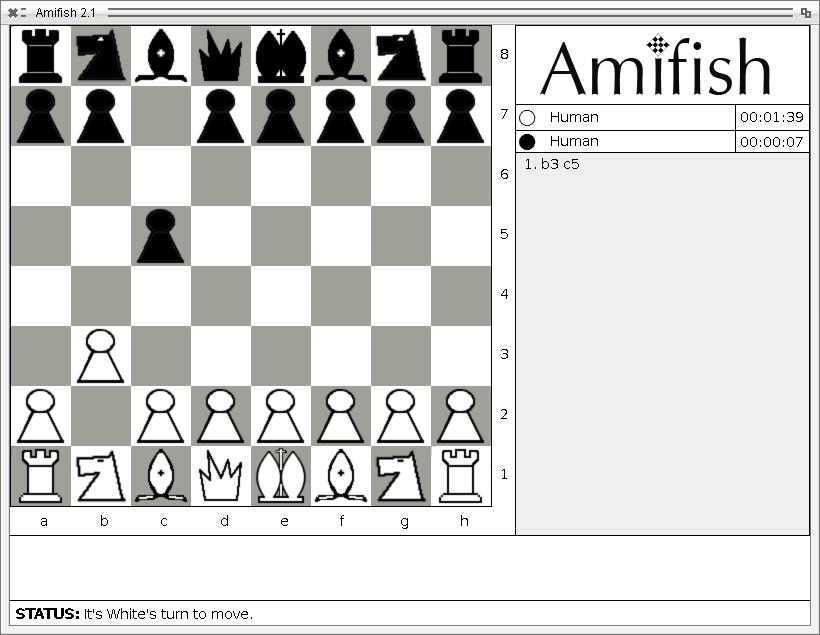 Amifish 2.1
8
Amifish
7
Human 00:01:39
Human 00:00:07
1. b3 c5
6
5
4
3
2
1
a b c d e f g h
STATUS: It's White's turn to move.